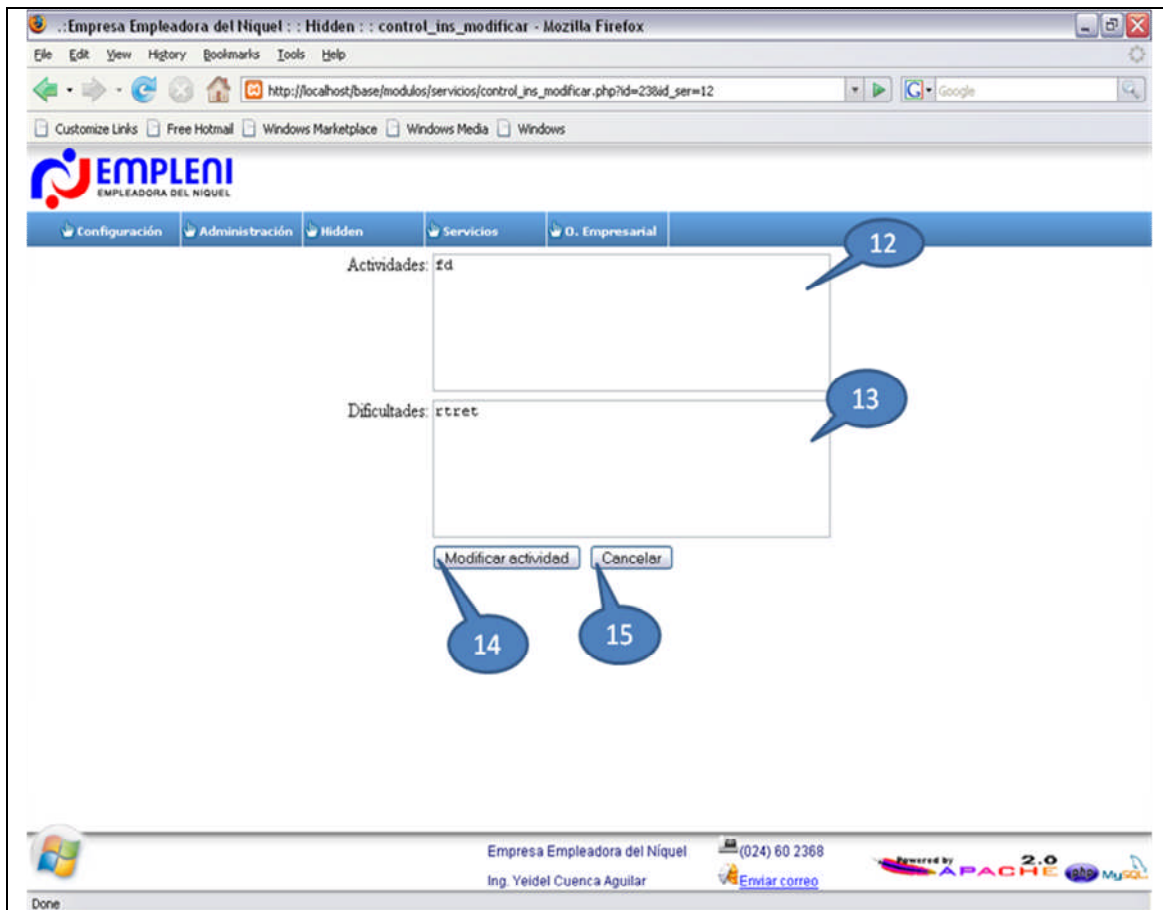 .:Empresa Empleadora del Níquel : : Hidden : : control_ins_modificar - Mozilla Firefox
File Edit View History Bookmarks Tools Help
http://localhost/base/modulos/servicios/control_ins_modificar.php?id=23&id_ser=12 G Google
Customize Links Free Hotmail Windows Marketplace Windows Media Windows
EMPLENI
EMPLEADORA DEL NIQUEL
Configuración Administración Hidden Servicios O. Empresarial
12
Actividades: fd
13
Dificultades: rtret
Modificar actividad Cancelar
14 15
Empresa Empleadora del Níquel (024) 60 2368
Ing. Yeidel Cuenca Aguilar Enviar correo
Powered by APACHE 2.0 php MySQL
Done